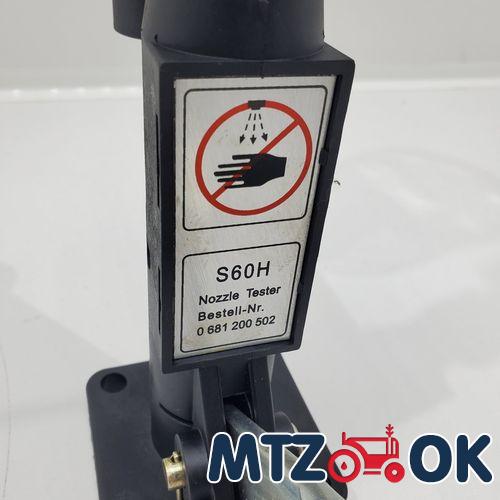 S60H
Nozzle Tester
Bestell-Nr.
0 681 200 502
MTZ OK